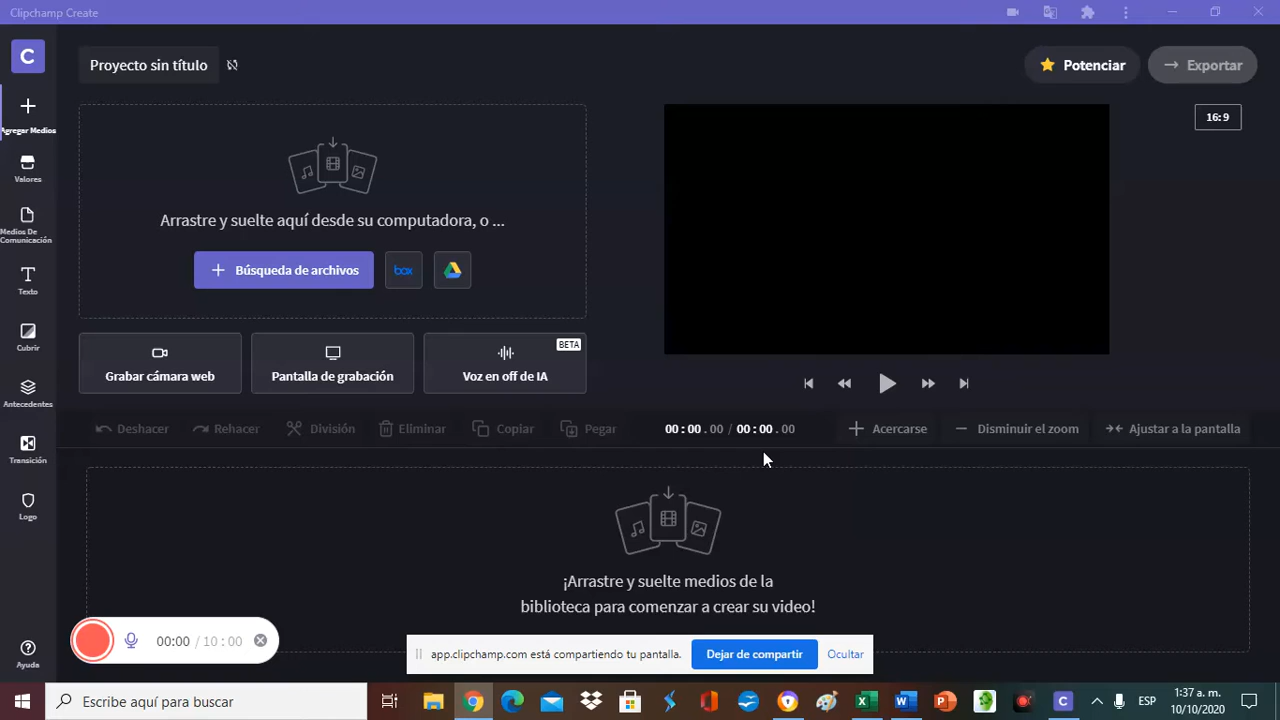 Clipchamp Create
C
Proyecto sin título
Potenciar
Exportar
Agregar Medios
Valores
Medios De
Comunicación
Texto
Cubrir
Antecedentes
Transición
Logo
Ayuda
Arrastre y suelte aquí desde su computadora, o ...
Búsqueda de archivos
box
Grabar cámara web
Pantalla de grabación
BETA
Voz en off de IA
16:9
Deshacer
Rehacer
División
Eliminar
Copiar
Pegar
00:00.00 / 00:00.00
Acercarse
Disminuir el zoom
Ajustar a la pantalla
¡Arrastre y suelte medios de la
biblioteca para comenzar a crear su video!
00:00 / 10:00
app.clipchamp.com está compartiendo tu pantalla.
Dejar de compartir
Ocultar
Escribe aquí para buscar
ESP
1:37 a. m.
10/10/2020